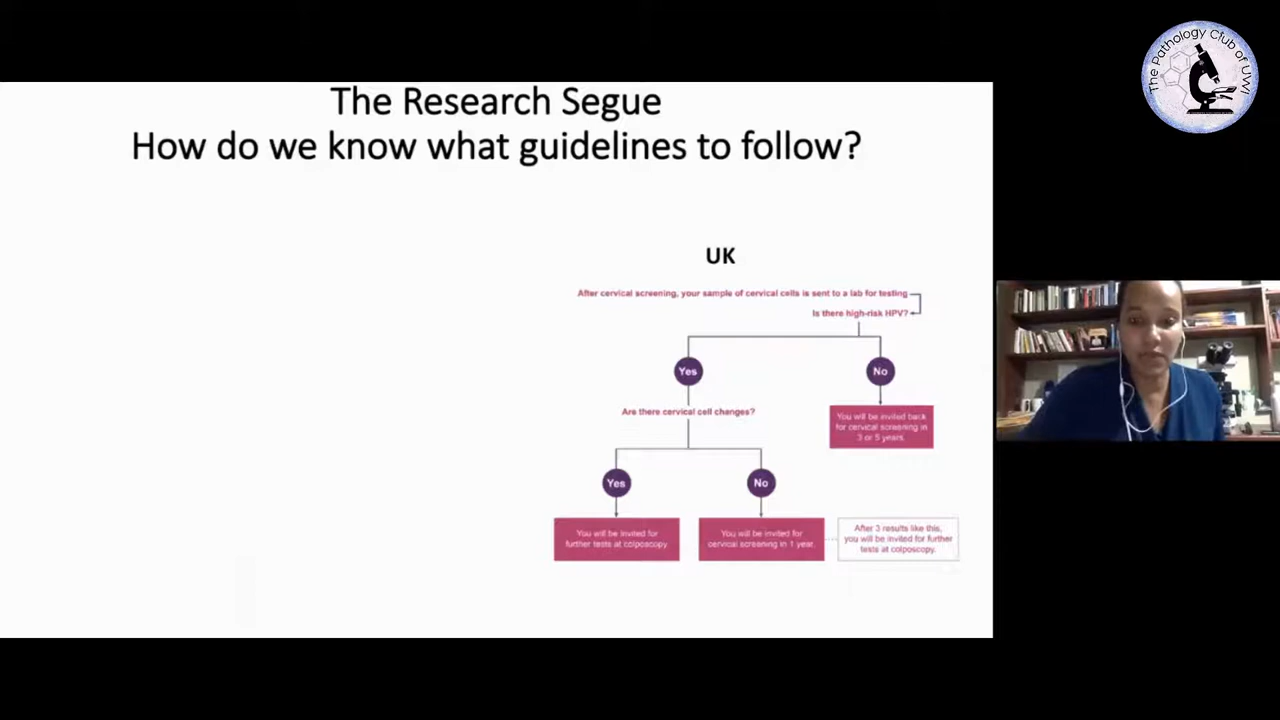 The Pathology Club of UWI
The Research Segue
How do we know what guidelines to follow?
UK
After cervical screening, your sample of cervical cells is sent to a lab for testing
Is there high-risk HPV?
Yes
No
Are there cervical cell changes?
You will be invited back
for cervical screening in
3 or 5 years.
Yes
No
You will be invited for
further tests at colposcopy.
You will be invited for
cervical screening in 1 year.
After 3 results like this,
you will be invited for further
tests at colposcopy.